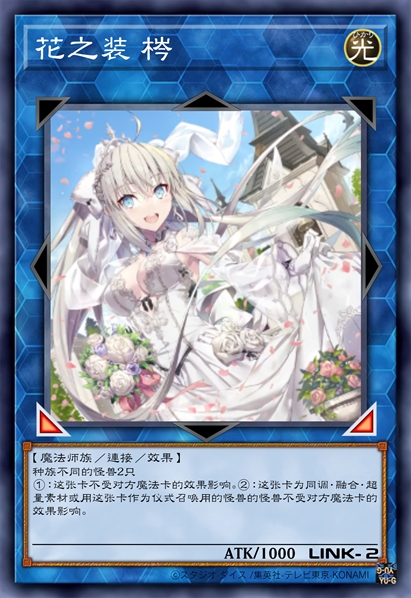 花之装 梣
ひかり
光
【魔法师族／連接／效果】
种族不同的怪兽2只
①：这张卡不受对方魔法卡的效果影响。②：这张卡为同调·融合·超
量素材或用这张卡作为仪式召唤用的怪兽的怪兽不受对方魔法卡的效
果影响。
ATK/1000 LINK-2
©スタジオ·ダイス /集英社·テレビ東京·KONAMI